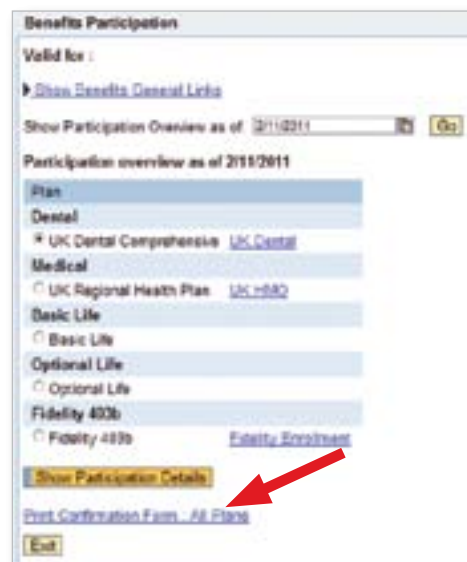 Benefits Participation
Valid for :
Show Benefits General Links
Show Participation Overview as of 2/11/2011 Go
Participation overview as of 2/11/2011
Plan
Dental
UK Dental Comprehensive UK Dental
Medical
UK Regional Health Plan UK HMO
Basic Life
Basic Life
Optional Life
Optional Life
Fidelity 403b
Fidelity 403b Fidelity Enrollment
Show Participation Details
Print Confirmation Form All Plans
Exit